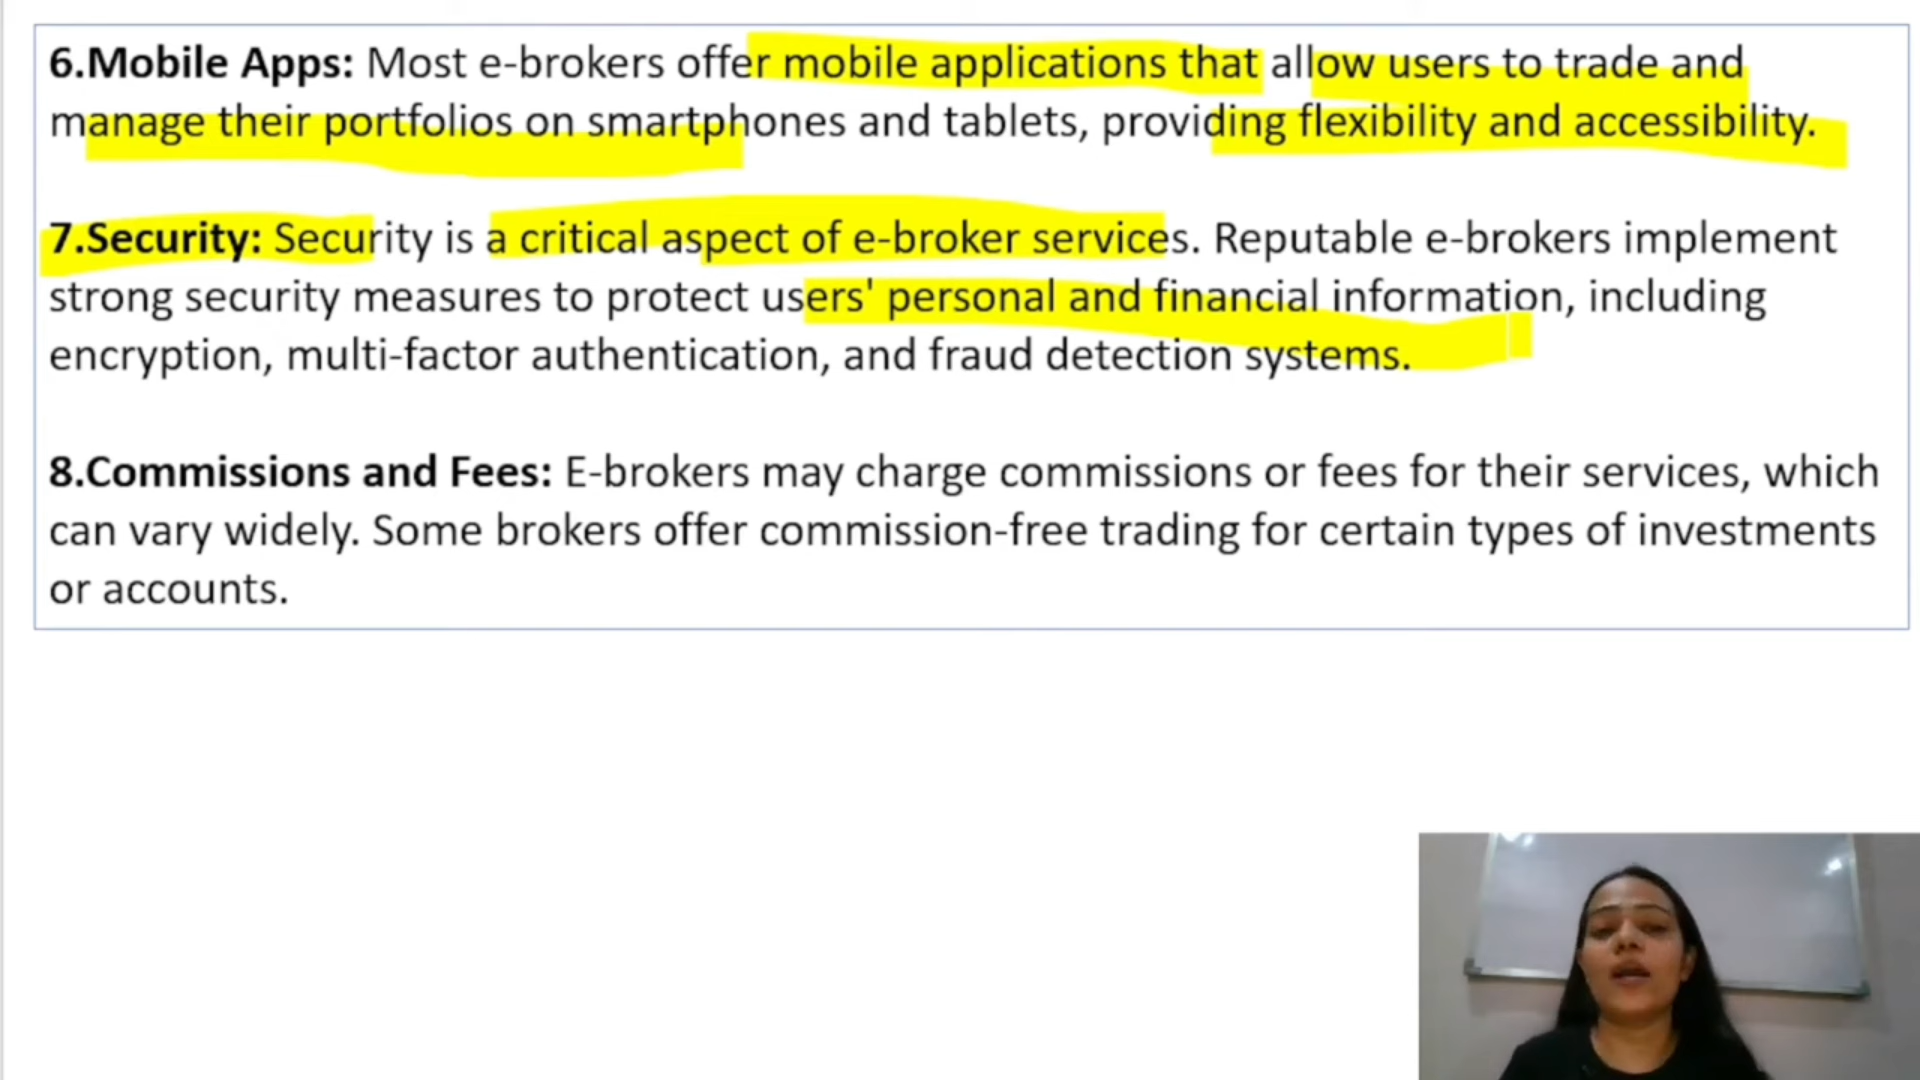 6.Mobile Apps: Most e-brokers offer mobile applications that allow users to trade and
manage their portfolios on smartphones and tablets, providing flexibility and accessibility.
7.Security: Security is a critical aspect of e-broker services. Reputable e-brokers implement
strong security measures to protect users' personal and financial information, including
encryption, multi-factor authentication, and fraud detection systems.
8.Commissions and Fees: E-brokers may charge commissions or fees for their services, which
can vary widely. Some brokers offer commission-free trading for certain types of investments
or accounts.